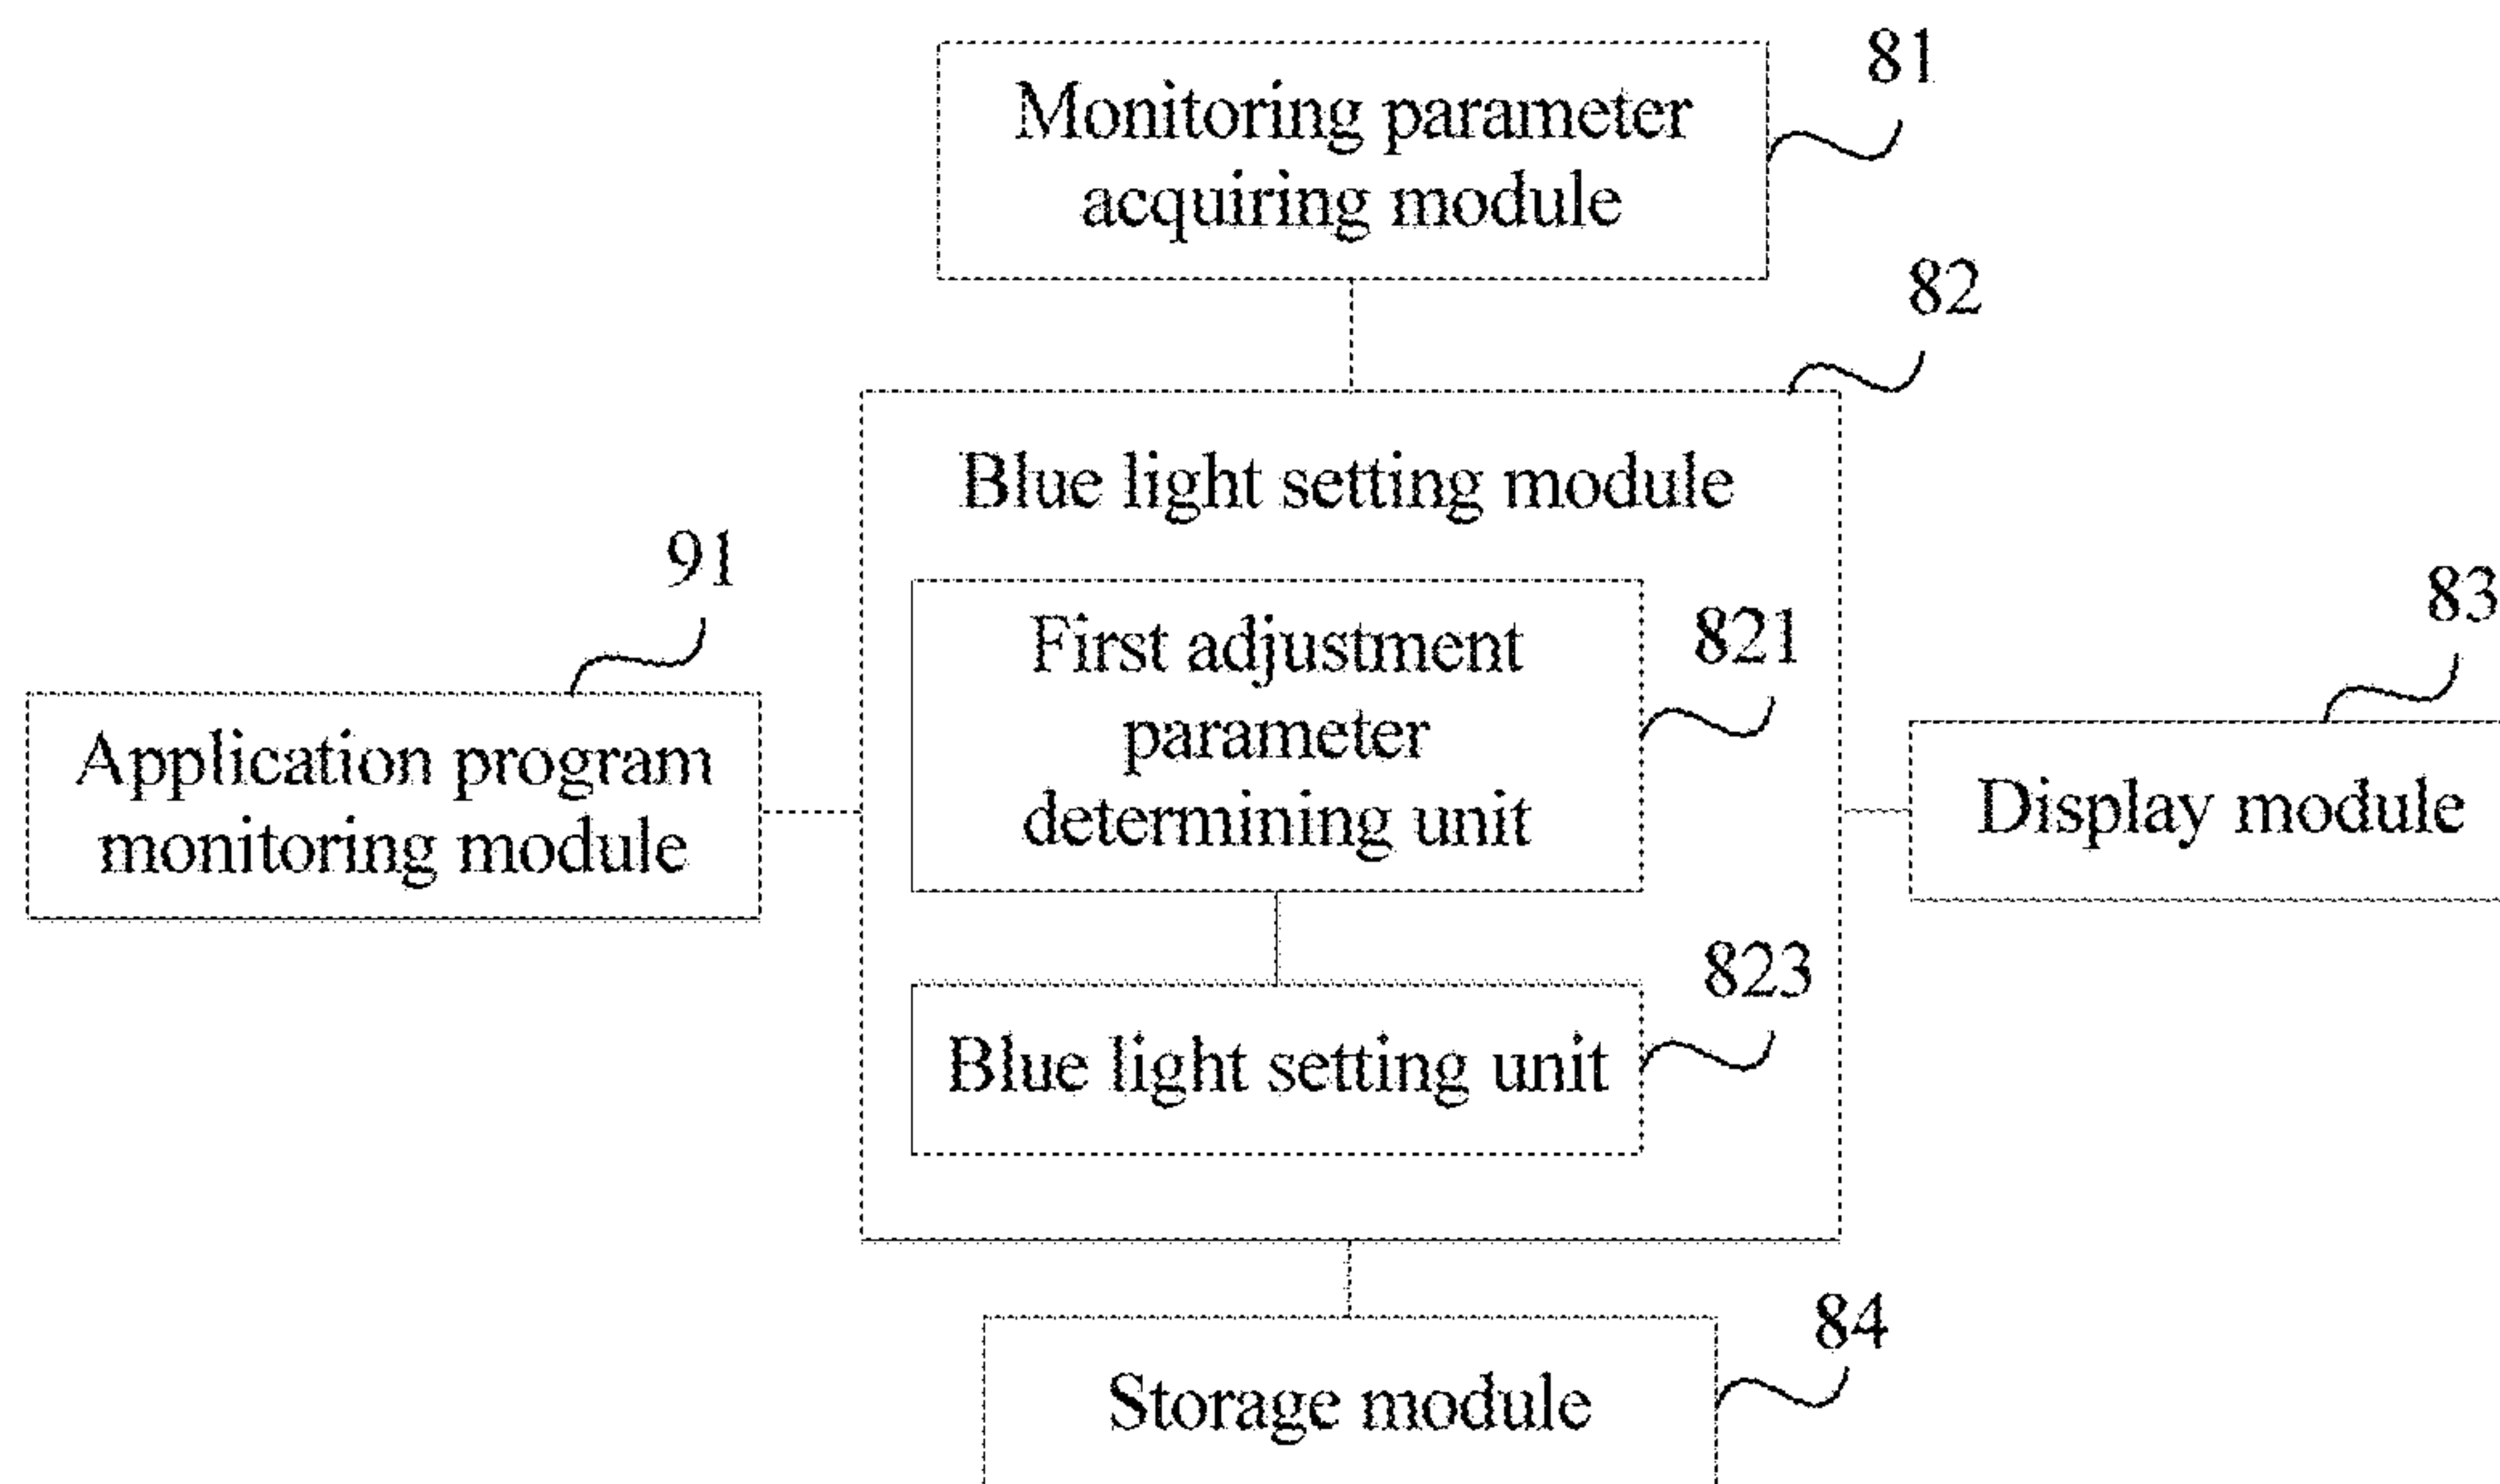 81
Monitoring parameter
acquiring module
82
Blue light setting module
91
Application program
monitoring module
First adjustment
parameter
determining unit
821
83
Display module
823
Blue light setting unit
84
Storage module